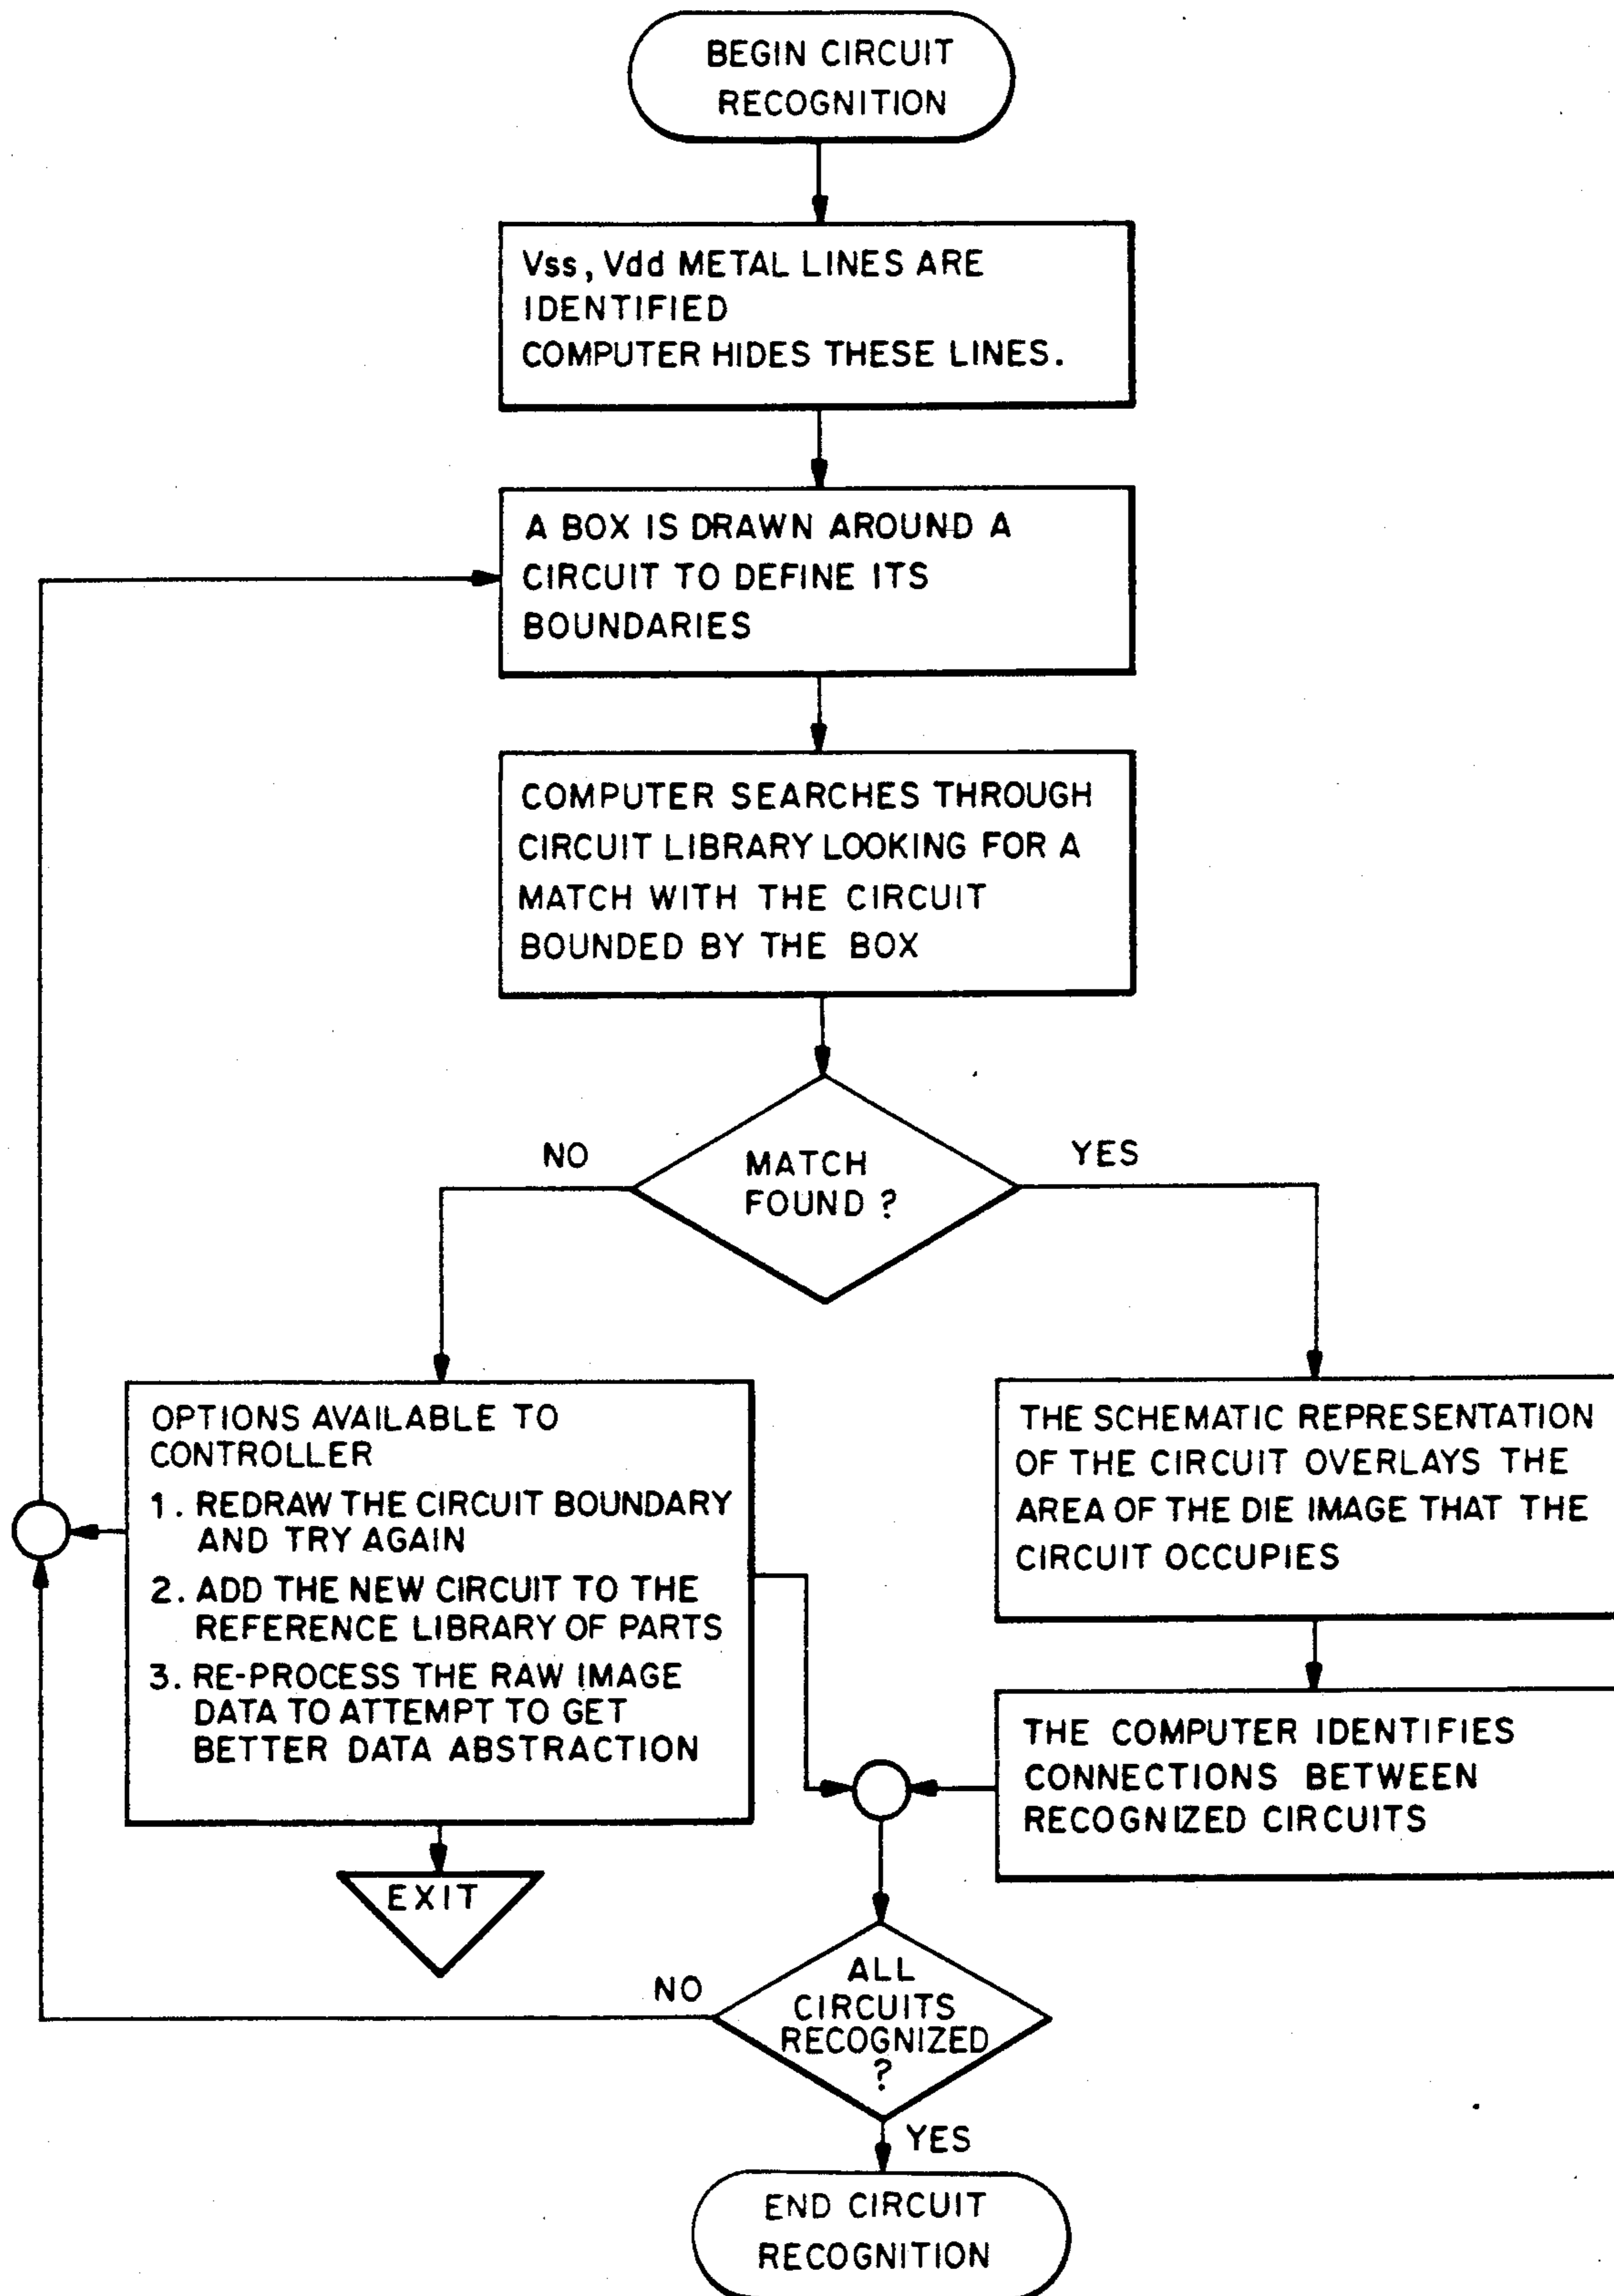 BEGIN CIRCUIT
RECOGNITION
Vss, Vdd METAL LINES ARE
IDENTIFIED
COMPUTER HIDES THESE LINES.
A BOX IS DRAWN AROUND A
CIRCUIT TO DEFINE ITS
BOUNDARIES
COMPUTER SEARCHES THROUGH
CIRCUIT LIBRARY LOOKING FOR A
MATCH WITH THE CIRCUIT
BOUNDED BY THE BOX
NO
MATCH
FOUND ?
YES
OPTIONS AVAILABLE TO
CONTROLLER
1. REDRAW THE CIRCUIT BOUNDARY
AND TRY AGAIN
2. ADD THE NEW CIRCUIT TO THE
REFERENCE LIBRARY OF PARTS
3. RE-PROCESS THE RAW IMAGE
DATA TO ATTEMPT TO GET
BETTER DATA ABSTRACTION
EXIT
THE SCHEMATIC REPRESENTATION
OF THE CIRCUIT OVERLAYS THE
AREA OF THE DIE IMAGE THAT THE
CIRCUIT OCCUPIES
THE COMPUTER IDENTIFIES
CONNECTIONS BETWEEN
RECOGNIZED CIRCUITS
NO
ALL
CIRCUITS
RECOGNIZED
?
YES
END CIRCUIT
RECOGNITION